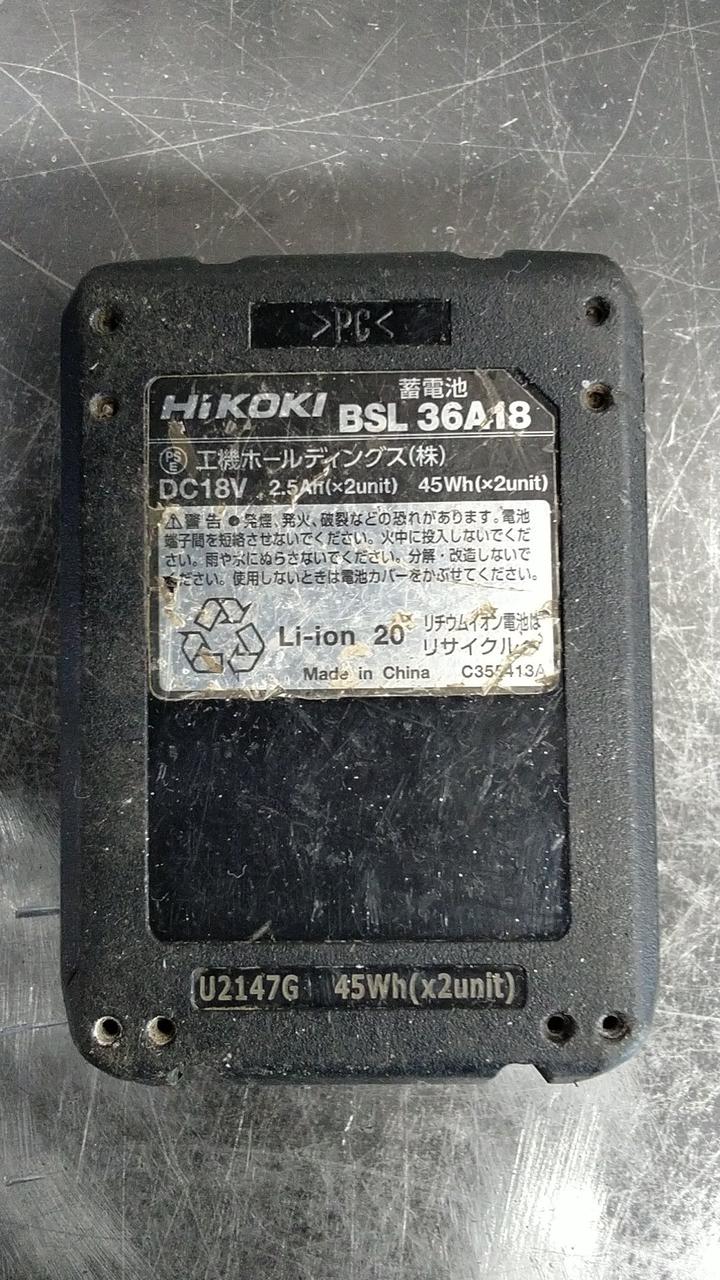 >PC<
HiKOKI 蓄電池 BSL 36A18
PS E 工機ホールディングス(株)
DC18V 2.5Ah(×2unit) 45Wh(×2unit)
⚠警告 ●発煙、発火、破裂などの恐れがあります。電池
端子間を短絡させないでください。火中に投入しないでくだ
さい。雨や水にぬらさないでください。分解・改造しないで
ください。使用しないときは電池カバーをかぶせてください。
Li-ion 20 リチウムイオン電池は
リサイクルへ
Made in China C355413A
U2147G 45Wh(x2unit)